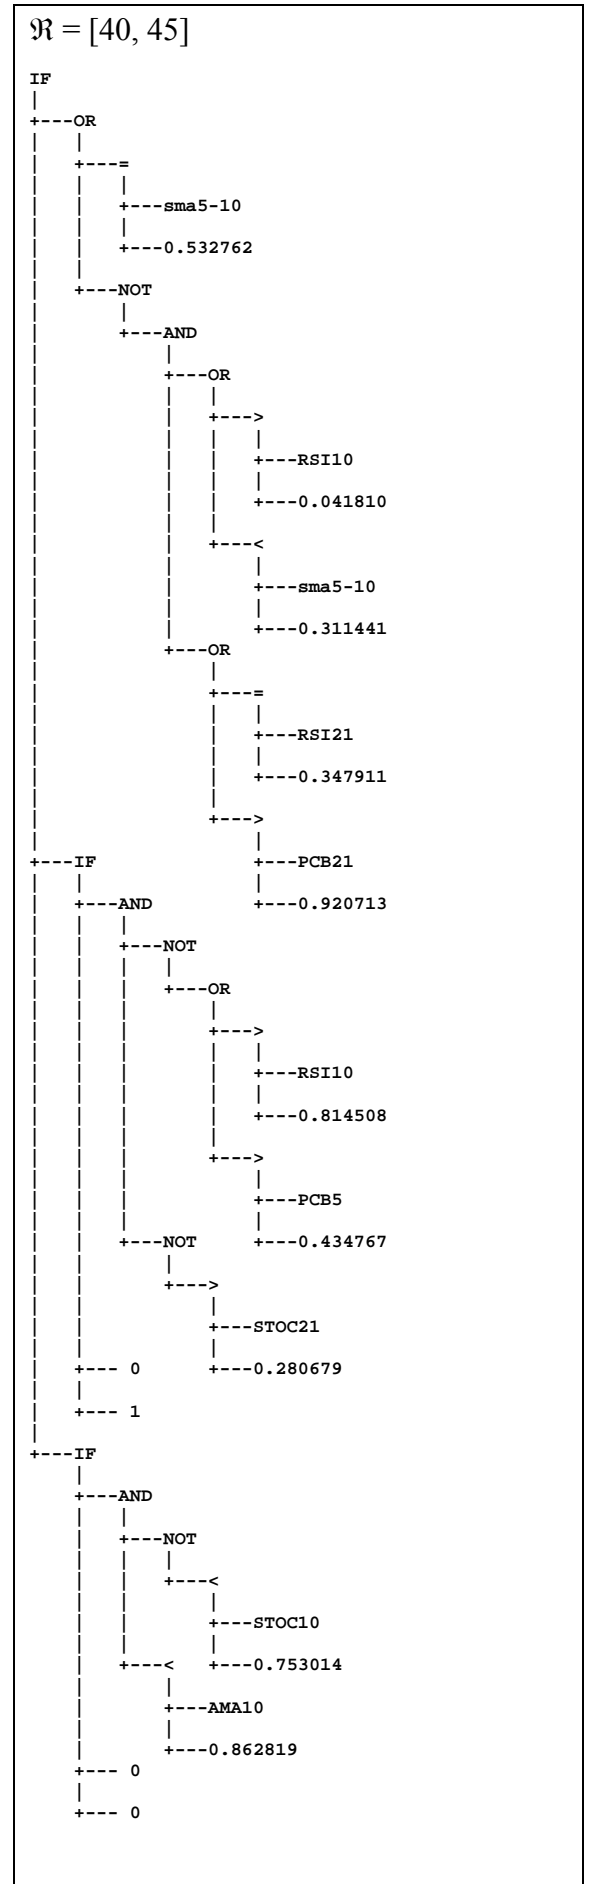 ℜ = [40, 45]
IF
|
+---OR
|   |
|   +---=
|   |   |
|   |   +---sma5-10
|   |   |
|   |   +---0.532762
|   |
|   +---NOT
|       |
|       +---AND
|           |
|           +---OR
|           |   |
|           |   +--->
|           |   |   |
|           |   |   +---RSI10
|           |   |   |
|           |   |   +---0.041810
|           |   |
|           |   +---<
|           |       |
|           |       +---sma5-10
|           |       |
|           |       +---0.311441
|           +---OR
|               |
|               +---=
|               |   |
|               |   +---RSI21
|               |   |
|               |   +---0.347911
|               |
|               +--->
|                   |
+---IF              +---PCB21
|   |               |
|   +---AND         +---0.920713
|   |   |
|   |   +---NOT
|   |   |   |
|   |   |   +---OR
|   |   |       |
|   |   |       +--->
|   |   |       |   |
|   |   |       |   +---RSI10
|   |   |       |   |
|   |   |       |   +---0.814508
|   |   |       |
|   |   |       +--->
|   |   |           |
|   |   |           +---PCB5
|   |   |           |
|   |   +---NOT     +---0.434767
|   |       |
|   |       +--->
|   |           |
|   |           +---STOC21
|   |           |
|   +--- 0      +---0.280679
|   |
|   +--- 1
|
+---IF
    |
    +---AND
    |   |
    |   +---NOT
    |   |   |
    |   |   +---<
    |   |       |
    |   |       +---STOC10
    |   |       |
    |   +---<   +---0.753014
    |       |
    |       +---AMA10
    |       |
    |       +---0.862819
    +--- 0
    |
    +--- 0